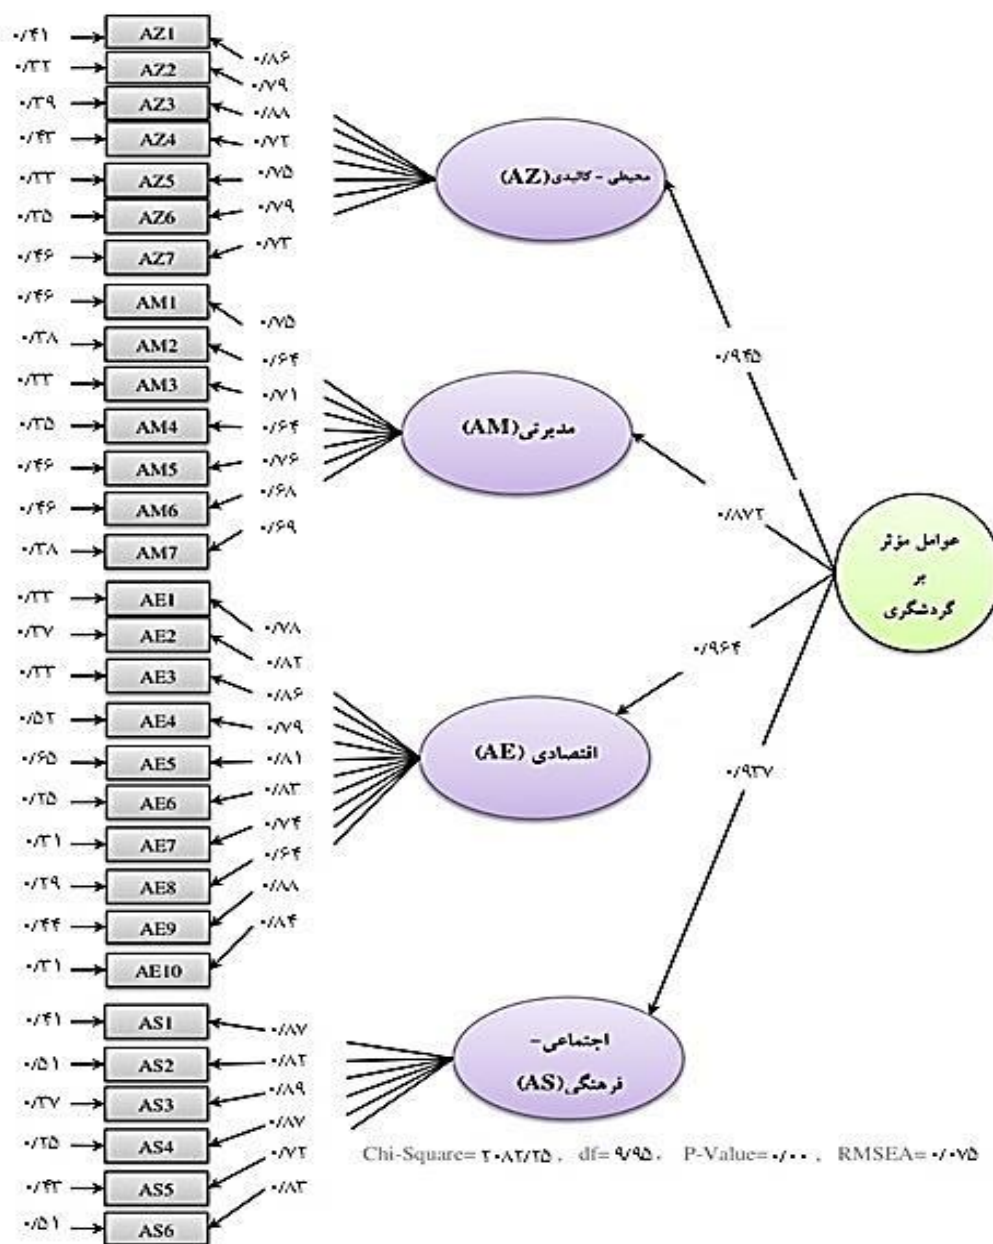 ۰/۴۱ AZ1 ۰/۸۶
۰/۳۲ AZ2 ۰/۷۹
۰/۳۹ AZ3 ۰/۸۸
۰/۴۳ AZ4 ۰/۷۲
۰/۳۳ AZ5 ۰/۷۵
۰/۳۵ AZ6 ۰/۷۹
۰/۴۶ AZ7 ۰/۷۳
محیطی - کالبدی (AZ)
۰/۹۴۵
۰/۴۶ AM1 ۰/۷۵
۰/۳۸ AM2 ۰/۶۴
۰/۳۳ AM3 ۰/۷۱
۰/۳۵ AM4 ۰/۶۴
۰/۴۶ AM5 ۰/۷۶
۰/۴۶ AM6 ۰/۶۸
۰/۳۸ AM7 ۰/۶۹
مدیرتی (AM)
۰/۸۷۲
عوامل مؤثر
بر
گردشگری
۰/۳۳ AE1 ۰/۷۸
۰/۳۷ AE2 ۰/۸۲
۰/۳۳ AE3 ۰/۸۶
۰/۵۲ AE4 ۰/۷۹
۰/۶۵ AE5 ۰/۸۱
۰/۲۵ AE6 ۰/۸۳
۰/۳۱ AE7 ۰/۷۴
۰/۲۹ AE8 ۰/۶۴
۰/۴۴ AE9 ۰/۸۸
۰/۳۱ AE10 ۰/۸۴
اقتصادی (AE)
۰/۹۶۴
۰/۹۳۷
۰/۴۱ AS1 ۰/۸۷
۰/۵۱ AS2 ۰/۸۲
۰/۳۷ AS3 ۰/۸۹
۰/۲۵ AS4 ۰/۸۷
۰/۴۳ AS5 ۰/۷۲
۰/۵۱ AS6 ۰/۸۳
اجتماعی-
فرهنگی (AS)
Chi-Square= ۲۰۸۲/۲۵ , df= ۹/۹۵ , P-Value= ۰/۰۰ , RMSEA= ۰/۰۷۵